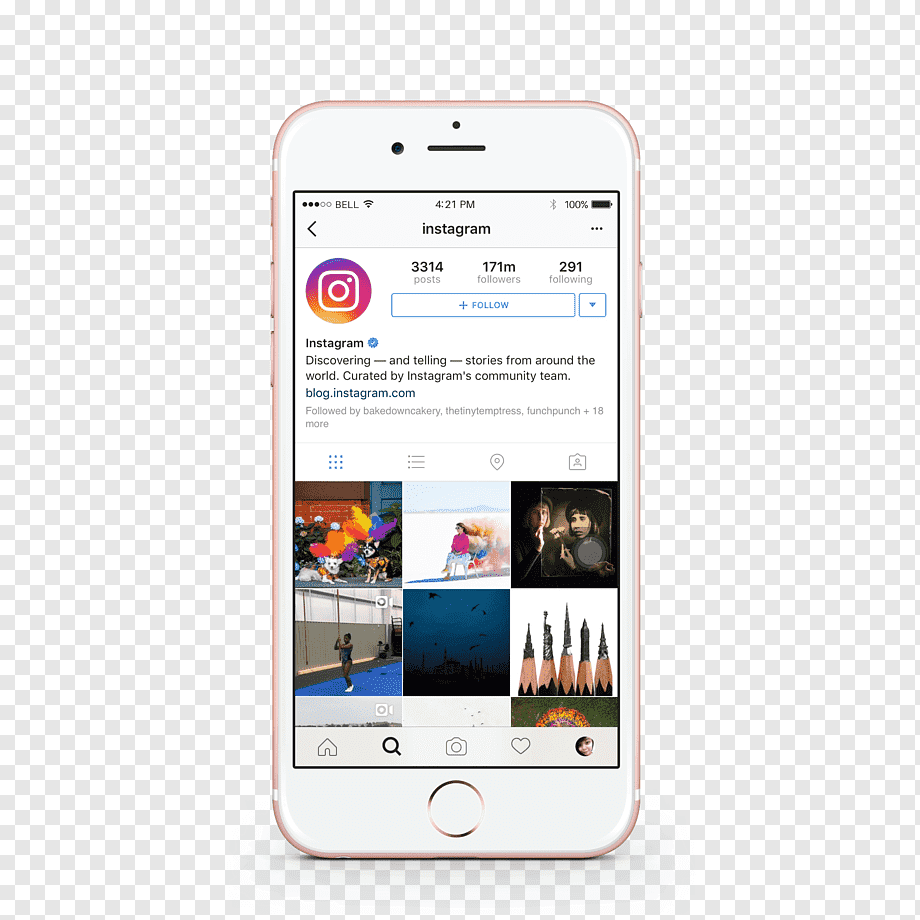 BELL 4:21 PM 100%
instagram
3314 171m 291
posts followers following
+ FOLLOW
Instagram
Discovering — and telling — stories from around the
world. Curated by Instagram's community team.
blog.instagram.com
Followed by bakedowncakery, thetinytemptress, funchpunch + 18
more